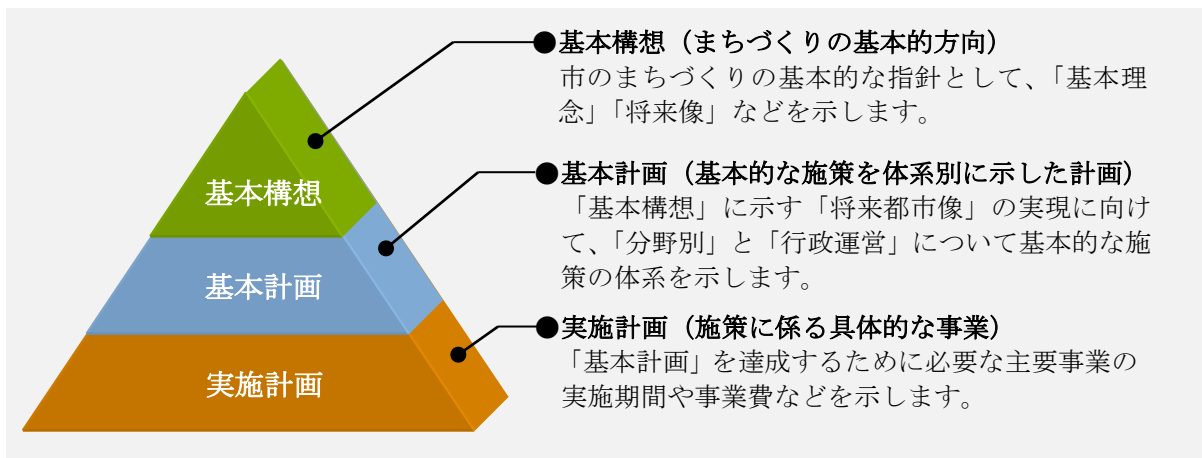 ●基本構想（まちづくりの基本的方向）
市のまちづくりの基本的な指針として、「基本理
念」「将来像」などを示します。
基本構想
●基本計画（基本的な施策を体系別に示した計画）
「基本構想」に示す「将来都市像」の実現に向け
て、「分野別」と「行政運営」について基本的な施
策の体系を示します。
基本計画
●実施計画（施策に係る具体的な事業）
「基本計画」を達成するために必要な主要事業の
実施期間や事業費などを示します。
実施計画